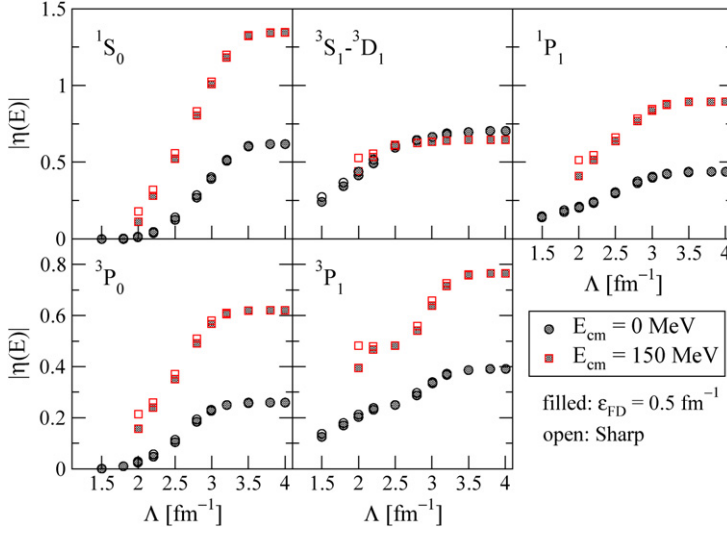 1.5
1
0.5
0
|η(E)|
¹S₀
³S₁-³D₁
¹P₁
1.5 2 2.5 3 3.5 4
Λ [fm⁻¹]
0.8
0.6
0.4
0.2
0
|η(E)|
³P₀
³P₁
1.5 2 2.5 3 3.5 4
Λ [fm⁻¹]
1.5 2 2.5 3 3.5 4
Λ [fm⁻¹]
E_cm = 0 MeV
E_cm = 150 MeV
filled: ε_FD = 0.5 fm⁻¹
open: Sharp